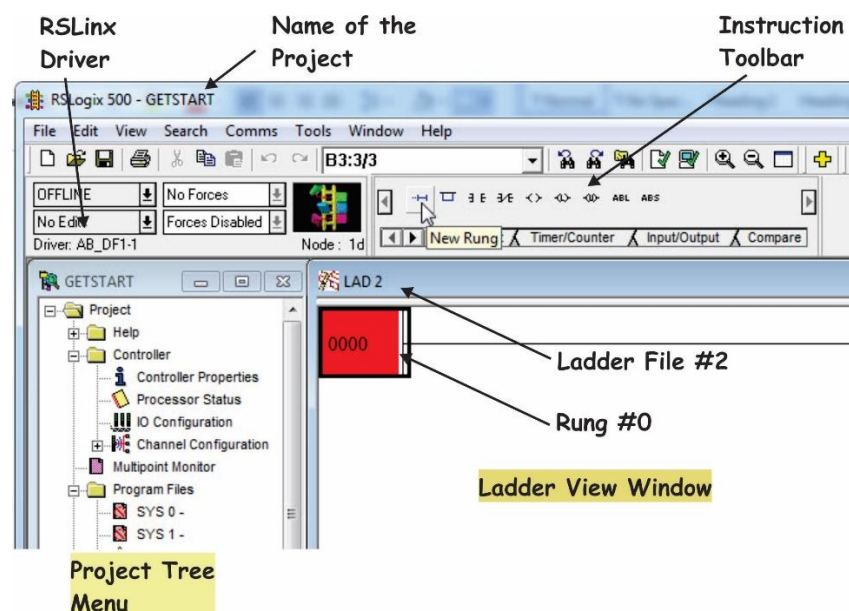 RSLinx
Driver
Name of the
Project
Instruction
Toolbar
RSLogix 500 - GETSTART
File Edit View Search Comms Tools Window Help
B3:3/3
OFFLINE No Forces
No Edits Forces Disabled
Driver: AB_DF1-1 Node : 1d
ABL ABS
New Rung Timer/Counter Input/Output Compare
GETSTART
LAD 2
Project
Help
Controller
Controller Properties
Processor Status
IO Configuration
Channel Configuration
Multipoint Monitor
Program Files
SYS 0 -
SYS 1 -
0000
Ladder File #2
Rung #0
Ladder View Window
Project Tree
Menu